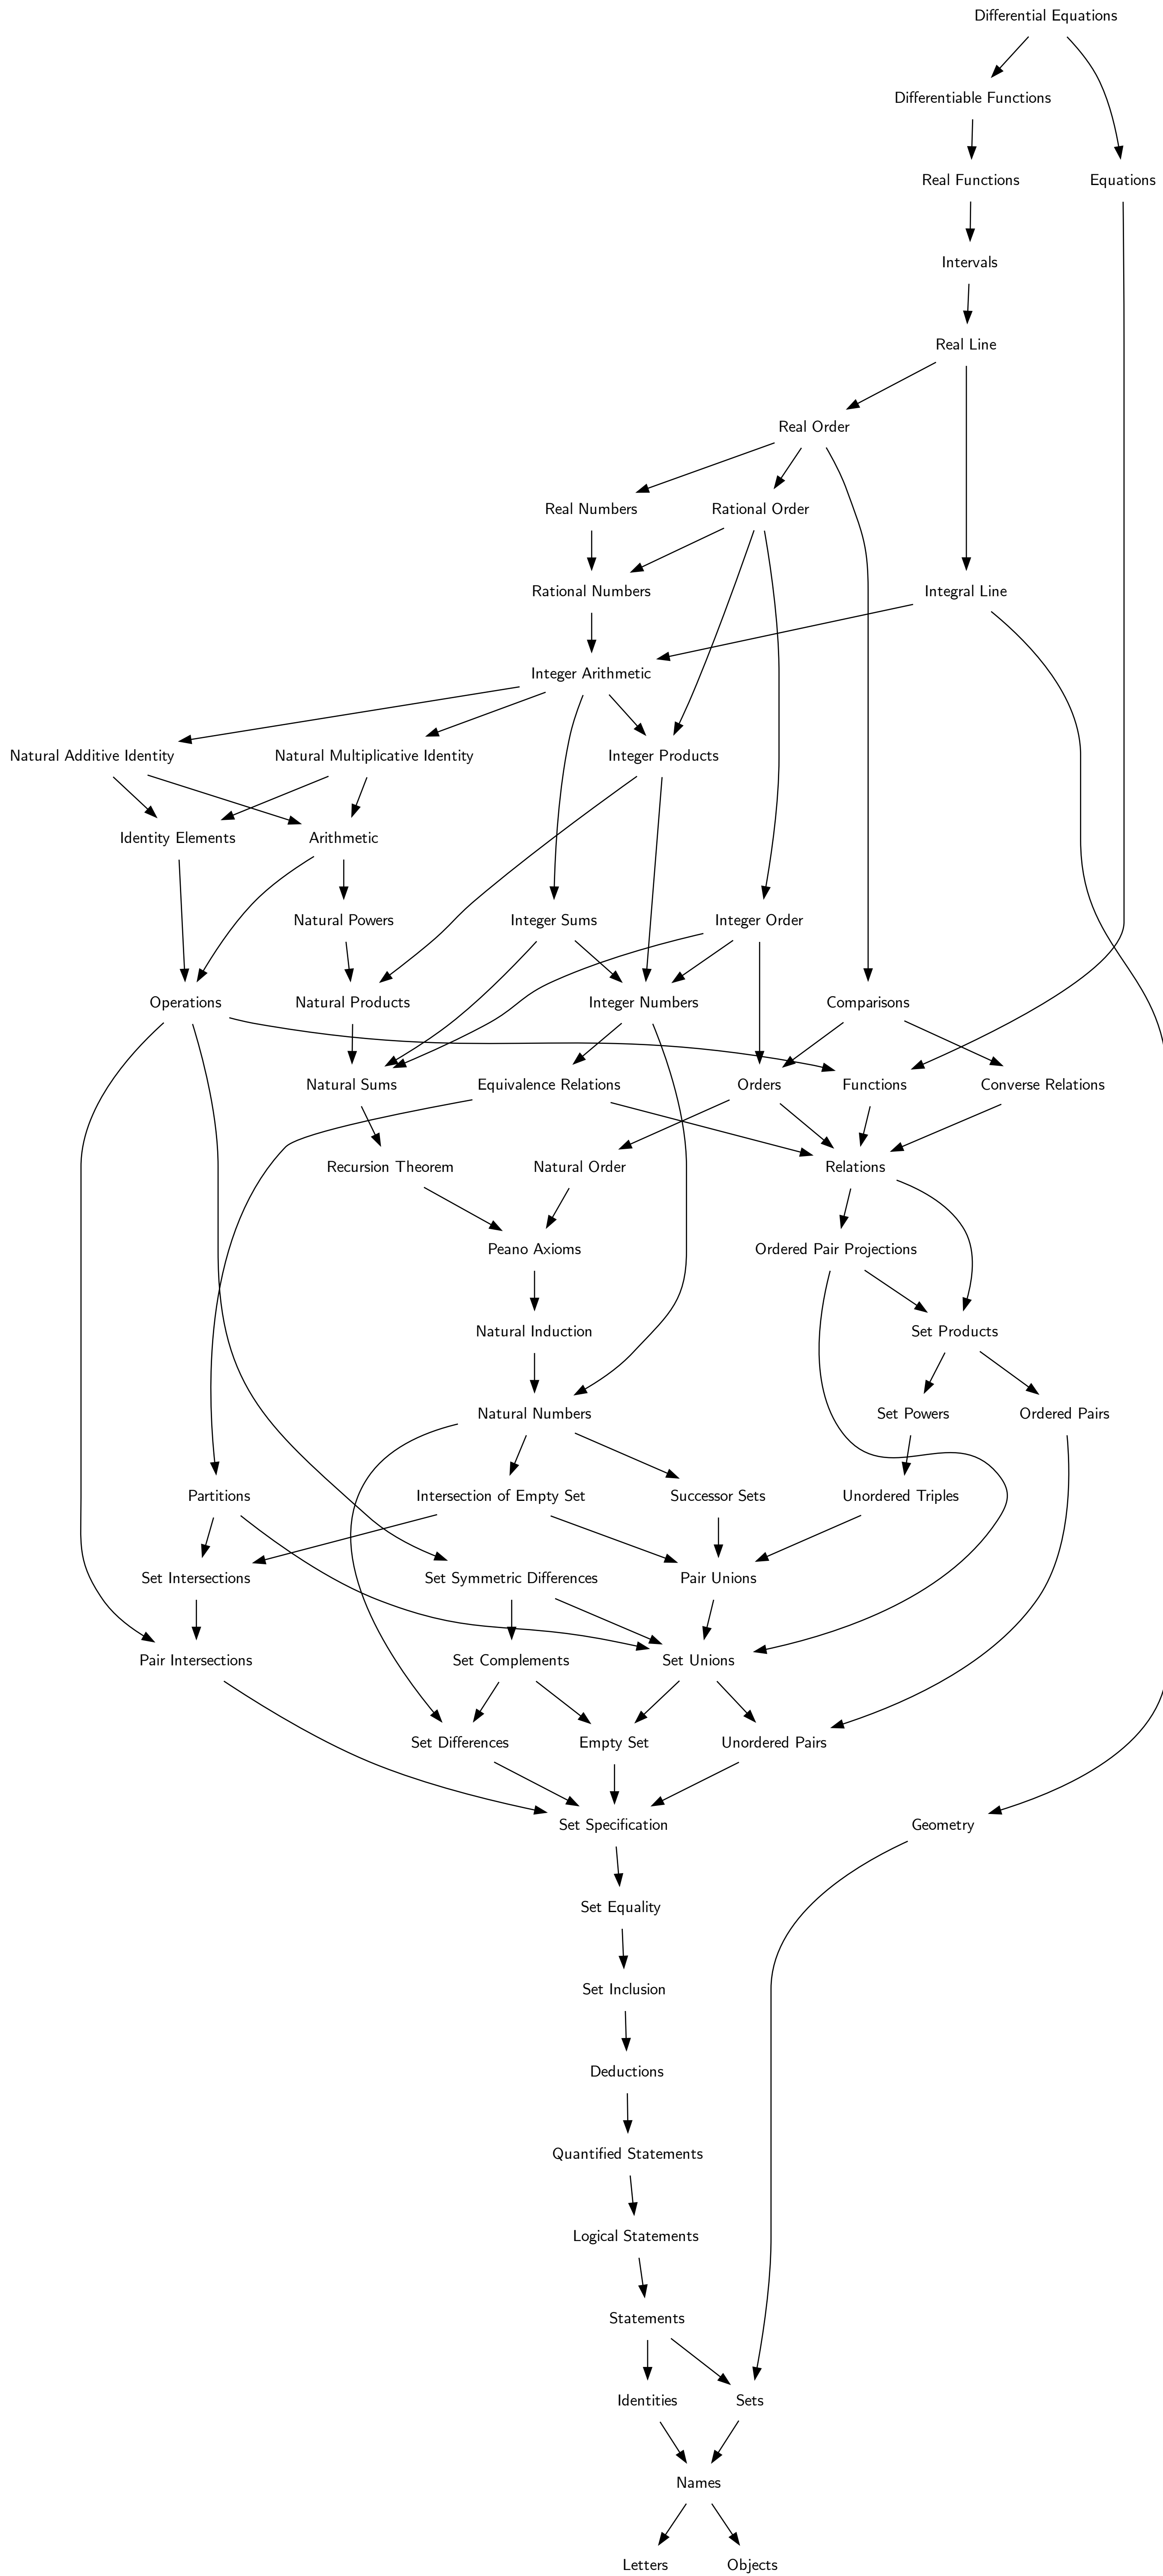 Differential Equations
Differentiable Functions
Real Functions
Equations
Intervals
Real Line
Real Order
Real Numbers
Rational Order
Rational Numbers
Integral Line
Integer Arithmetic
Natural Additive Identity
Natural Multiplicative Identity
Integer Products
Identity Elements
Arithmetic
Natural Powers
Integer Sums
Integer Order
Operations
Natural Products
Integer Numbers
Comparisons
Natural Sums
Equivalence Relations
Orders
Functions
Converse Relations
Recursion Theorem
Natural Order
Relations
Peano Axioms
Ordered Pair Projections
Natural Induction
Set Products
Natural Numbers
Set Powers
Ordered Pairs
Partitions
Intersection of Empty Set
Successor Sets
Unordered Triples
Set Intersections
Set Symmetric Differences
Pair Unions
Pair Intersections
Set Complements
Set Unions
Set Differences
Empty Set
Unordered Pairs
Set Specification
Geometry
Set Equality
Set Inclusion
Deductions
Quantified Statements
Logical Statements
Statements
Identities
Sets
Names
Letters
Objects